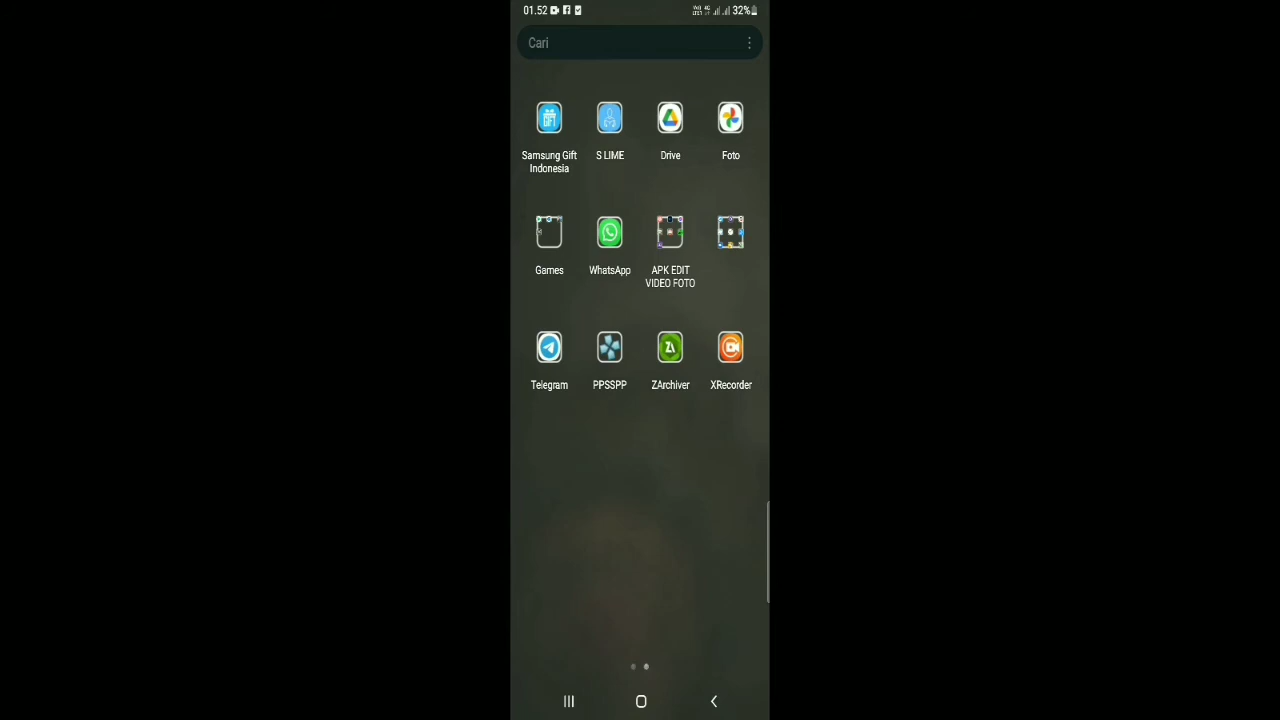 01.52 32%
Cari
Samsung Gift
Indonesia
S LIME
Drive
Foto
Games
WhatsApp
APK EDIT
VIDEO FOTO
Telegram
PPSSPP
ZArchiver
XRecorder